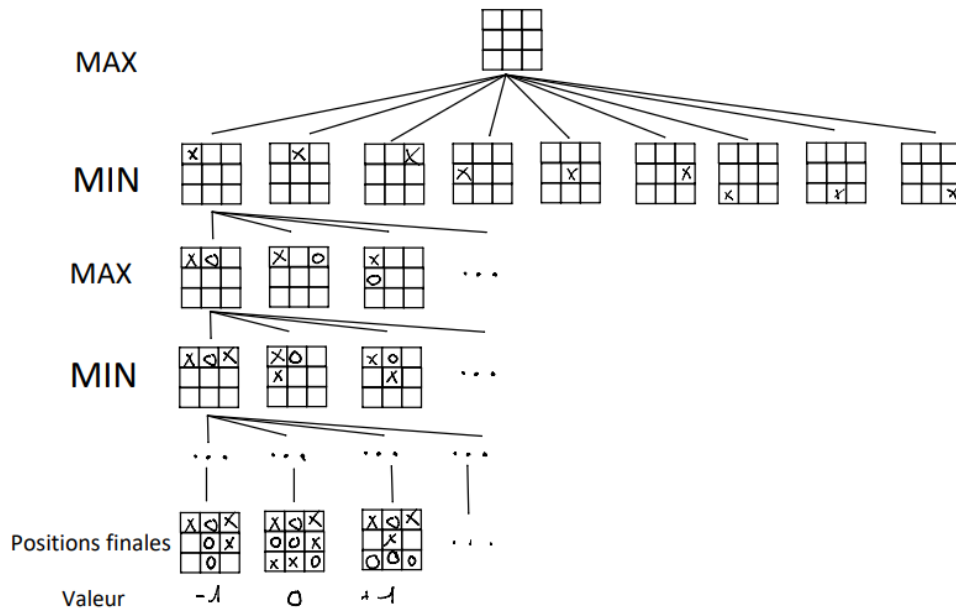 MAX
X X X
MIN X X X
X X X
X O X O X
MAX O ...
X O X X O X O
MIN X X ...
... ... ... ...
X O X X O X X O X
Positions finales O X O O X X ...
O X X O O O O
Valeur -1 0 +1